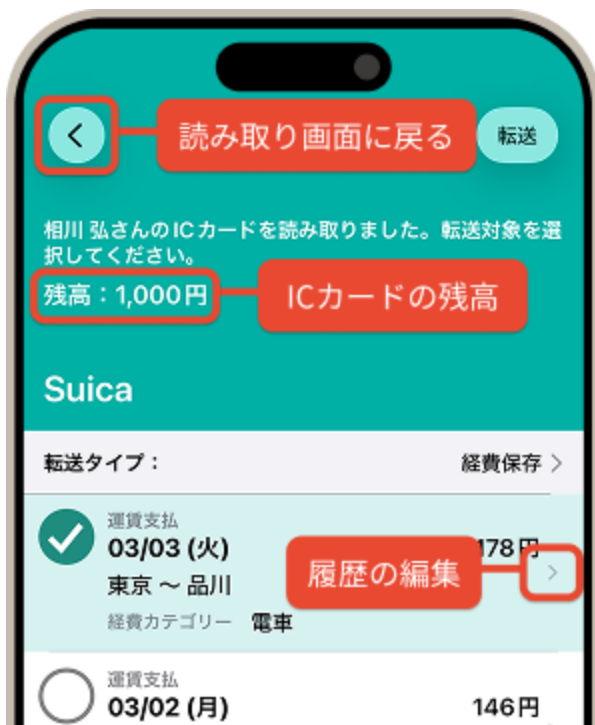 読み取り画面に戻る
転送
相川 弘さんのICカードを読み取りました。転送対象を選
択してください。
残高：1,000円
ICカードの残高
Suica
転送タイプ：
経費保存
運賃支払
03/03 (火)
178円
履歴の編集
東京 ～ 品川
経費カテゴリー 電車
運賃支払
03/02 (月)
146円